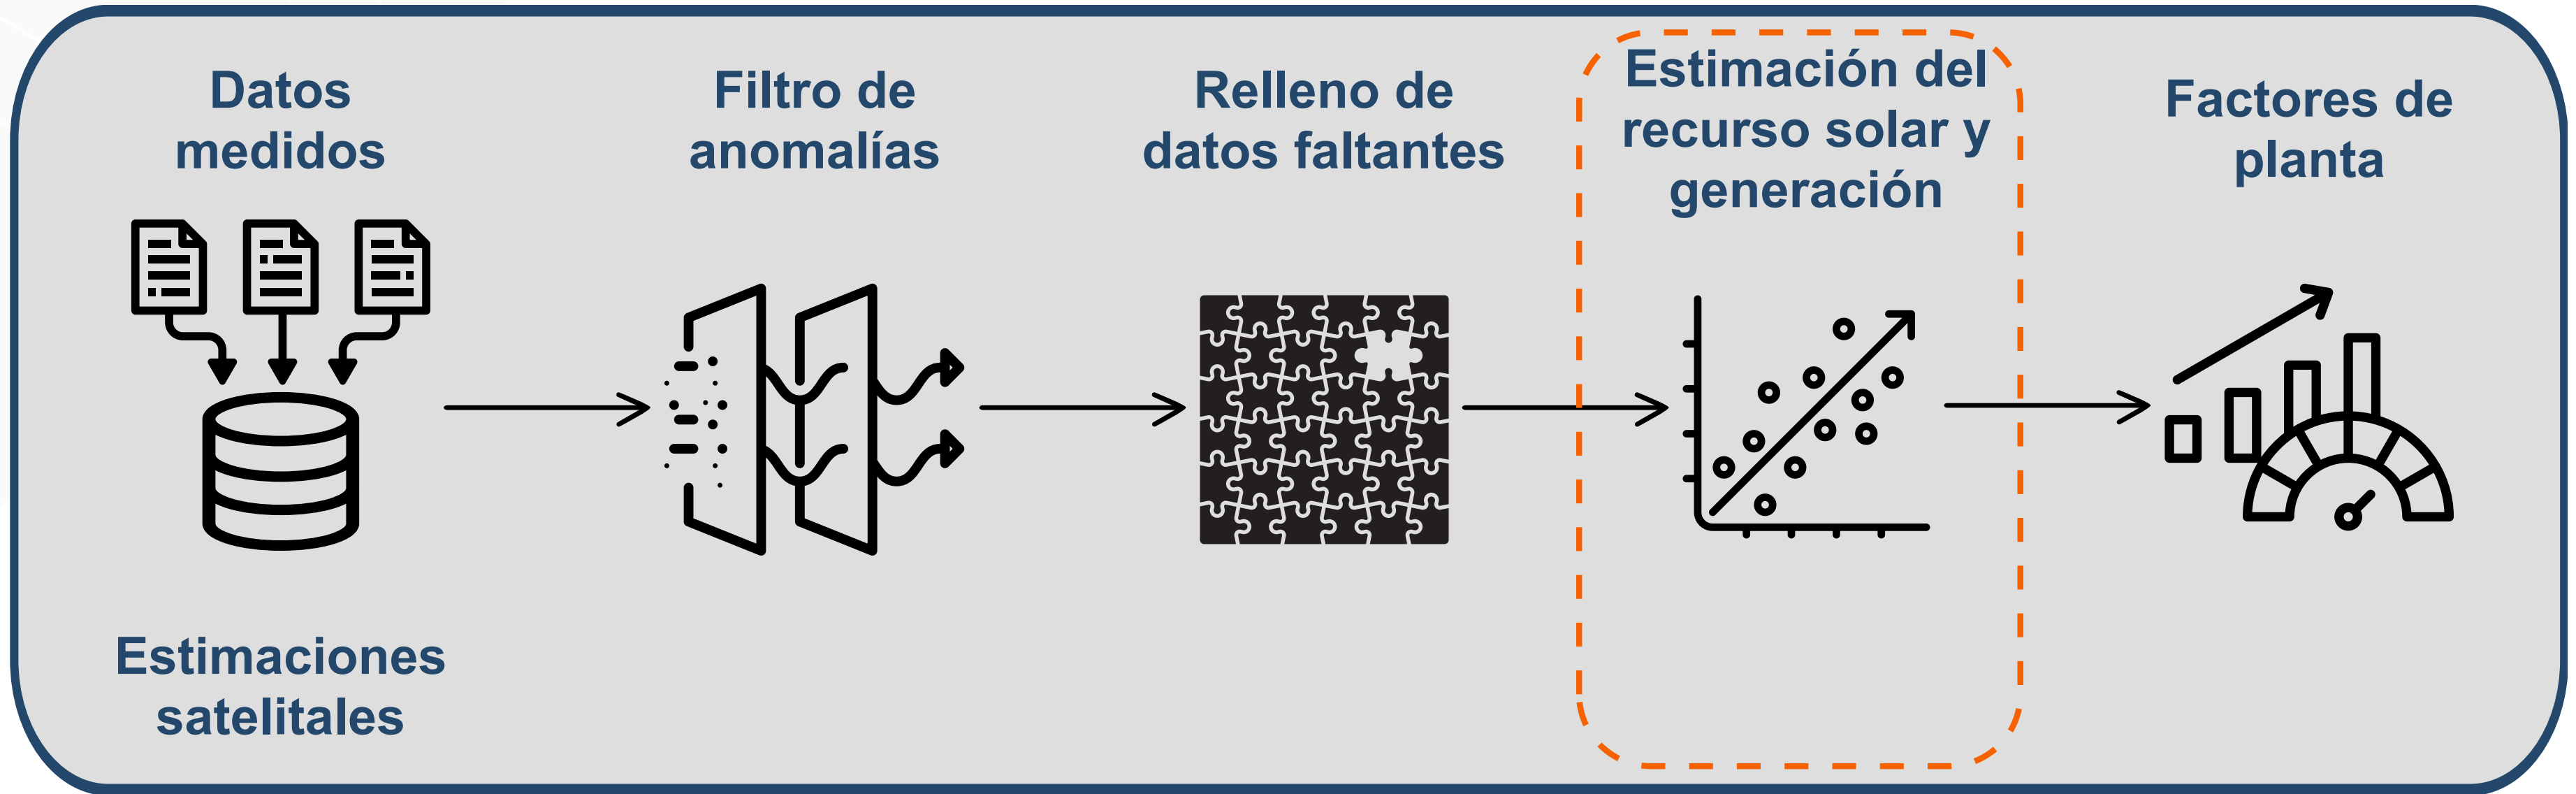 Datos
medidos
Estimaciones
satelitales
Filtro de
anomalías
Relleno de
datos faltantes
Estimación del
recurso solar y
generación
Factores de
planta